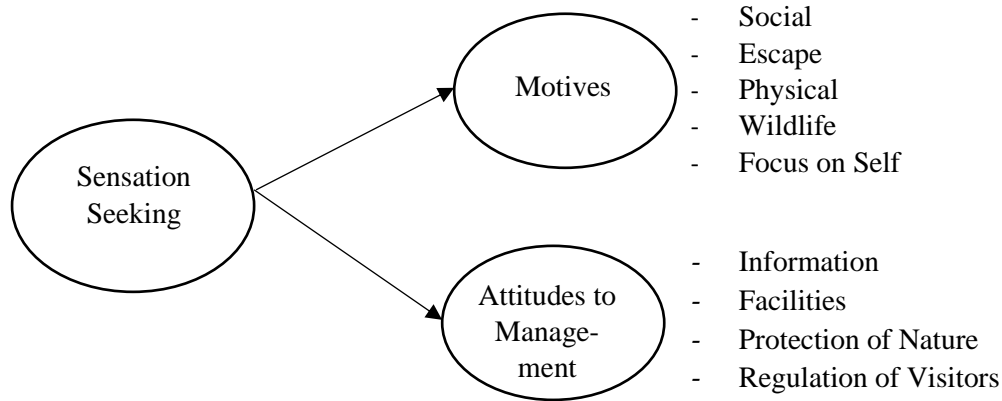 Sensation
Seeking
Motives
- Social
- Escape
- Physical
- Wildlife
- Focus on Self
Attitudes to
Manage-
ment
- Information
- Facilities
- Protection of Nature
- Regulation of Visitors